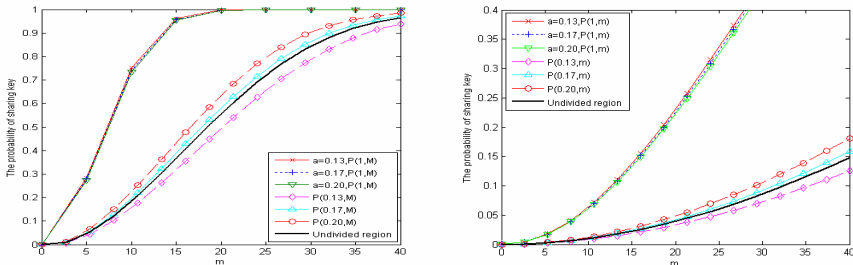 The probability of sharing key
1
0.9
0.8
0.7
0.6
0.5
0.4
0.3
0.2
0.1
0
0 5 10 15 20 25 30 35 40
m
a=0.13,P(1,M)
a=0.17,P(1,M)
a=0.20,P(1,M)
P(0.13,M)
P(0.17,M)
P(0.20,M)
Undivided region
The probability of sharing key
0.4
0.35
0.3
0.25
0.2
0.15
0.1
0.05
0
0 5 10 15 20 25 30 35 40
m
a=0.13,P(1,m)
a=0.17,P(1,m)
a=0.20,P(1,m)
P(0.13,m)
P(0.17,m)
P(0.20,m)
Undivided region